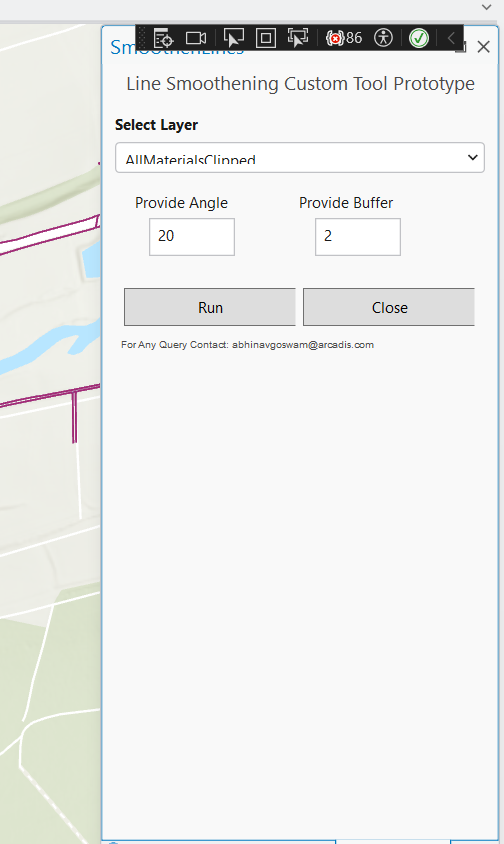 SmoothenLines
86
Line Smoothening Custom Tool Prototype
Select Layer
AllMaterialsClipped
Provide Angle Provide Buffer
20 2
Run Close
For Any Query Contact: abhinavgoswam@arcadis.com